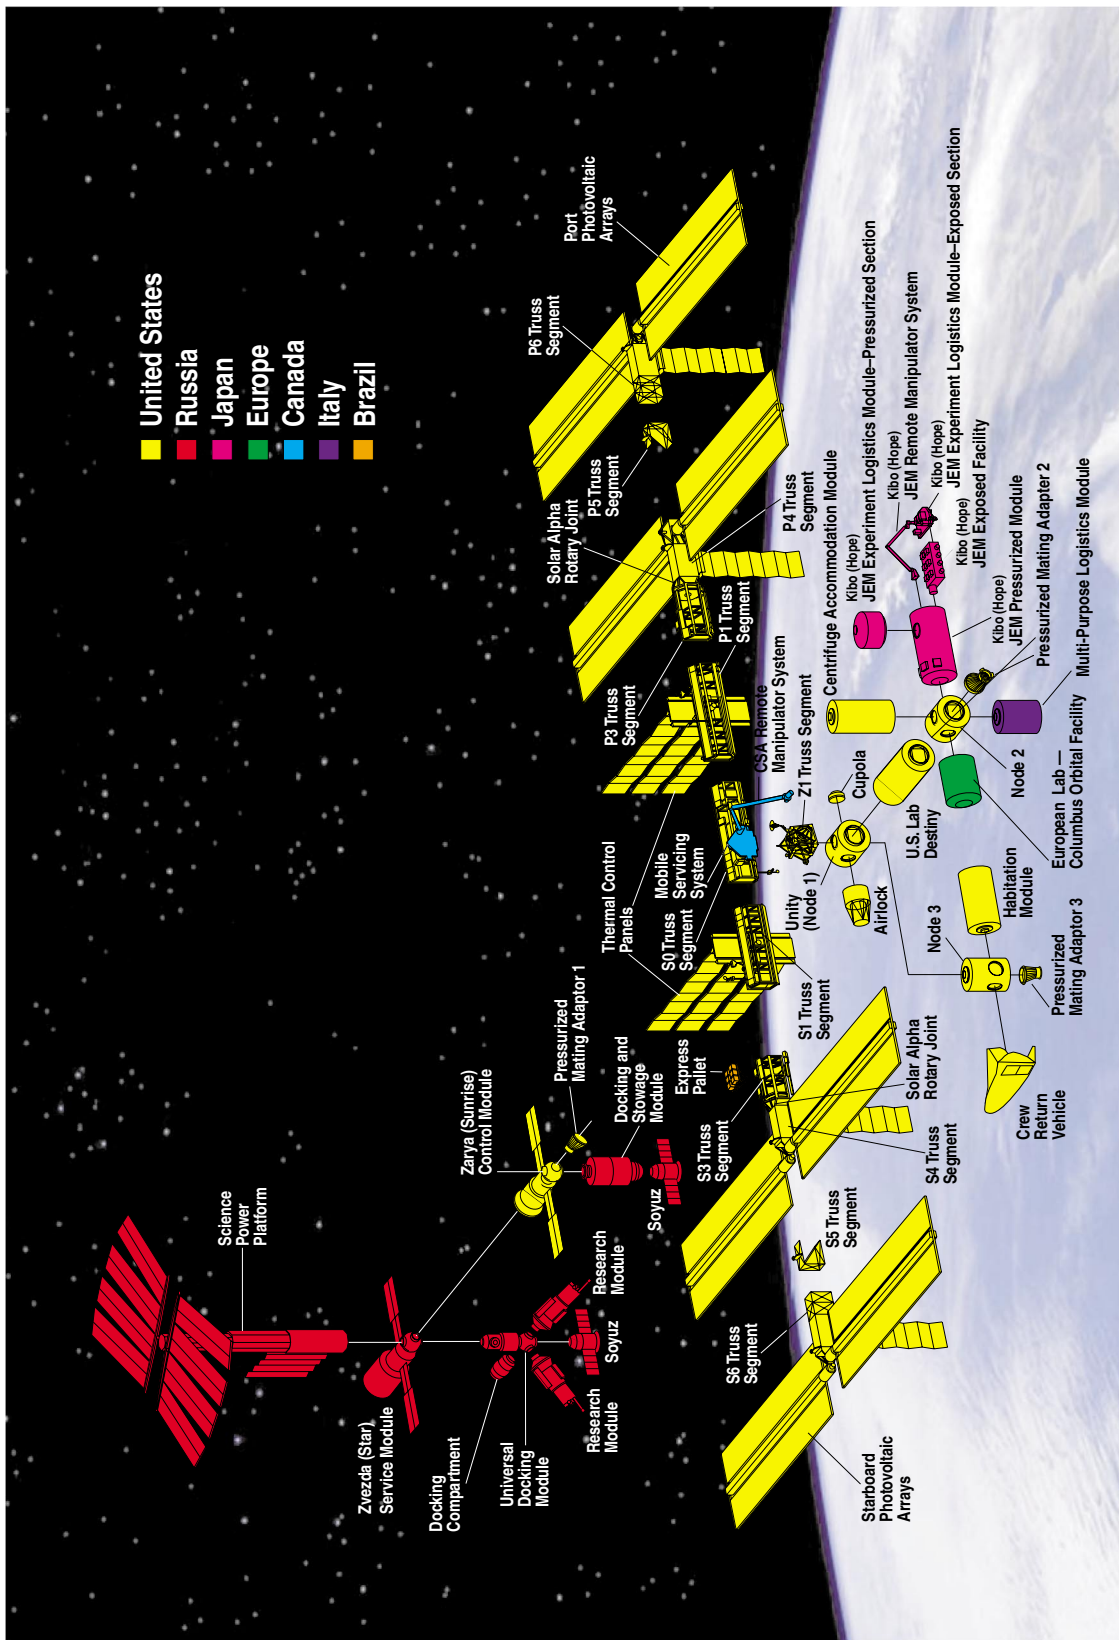 United States
Russia
Japan
Europe
Canada
Italy
Brazil
Science
Power
Platform
Zvezda (Star)
Service Module
Docking
Compartment
Universal
Docking
Module
Research
Module
Soyuz
Research
Module
Zarya (Sunrise)
Control Module
Pressurized
Mating Adaptor 1
Docking and
Stowage
Module
Soyuz
Express
Pallet
Thermal Control
Panels
S0 Truss
Segment
Mobile
Servicing
System
CSA Remote
Manipulator System
P3 Truss
Segment
P1 Truss
Segment
Solar Alpha
Rotary Joint
P5 Truss
Segment
P6 Truss
Segment
Port
Photovoltaic
Arrays
P4 Truss
Segment
S6 Truss
Segment
S5 Truss
Segment
S3 Truss
Segment
S4 Truss
Segment
Solar Alpha
Rotary Joint
S1 Truss
Segment
Starboard
Photovoltaic
Arrays
Unity
(Node 1)
Z1 Truss Segment
Cupola
Airlock
U.S. Lab
Destiny
Node 3
Habitation
Module
Pressurized
Mating Adaptor 3
Crew
Return
Vehicle
Centrifuge Accommodation Module
Kibo (Hope)
JEM Experiment Logistics Module–Pressurized Section
Kibo (Hope)
JEM Remote Manipulator System
Kibo (Hope)
JEM Experiment Logistics Module–Exposed Section
Kibo (Hope)
JEM Exposed Facility
Kibo (Hope)
JEM Pressurized Module
Pressurized Mating Adapter 2
Multi-Purpose Logistics Module
Node 2
European Lab —
Columbus Orbital Facility